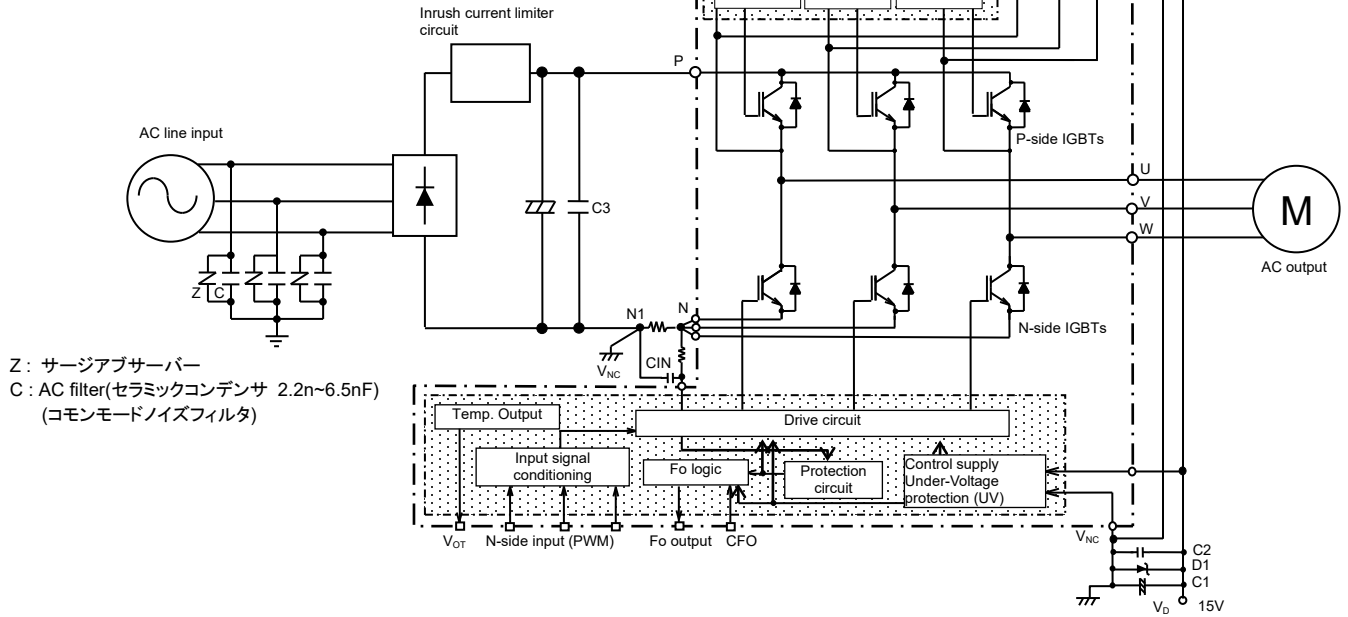 Inrush current limiter
circuit
P
AC line input
P-side IGBTs
U
V
W
M
C3
AC output
Z
C
N1
N
N-side IGBTs
VNC
CIN
Z : サージアブサーバー
C : AC filter(セラミックコンデンサ 2.2n~6.5nF)
(コモンモードノイズフィルタ)
Temp. Output
Drive circuit
Input signal
conditioning
Fo logic
Protection
circuit
Control supply
Under-Voltage
protection (UV)
VOT
N-side input (PWM)
Fo output
CFO
VNC
C2
D1
C1
VD
15V